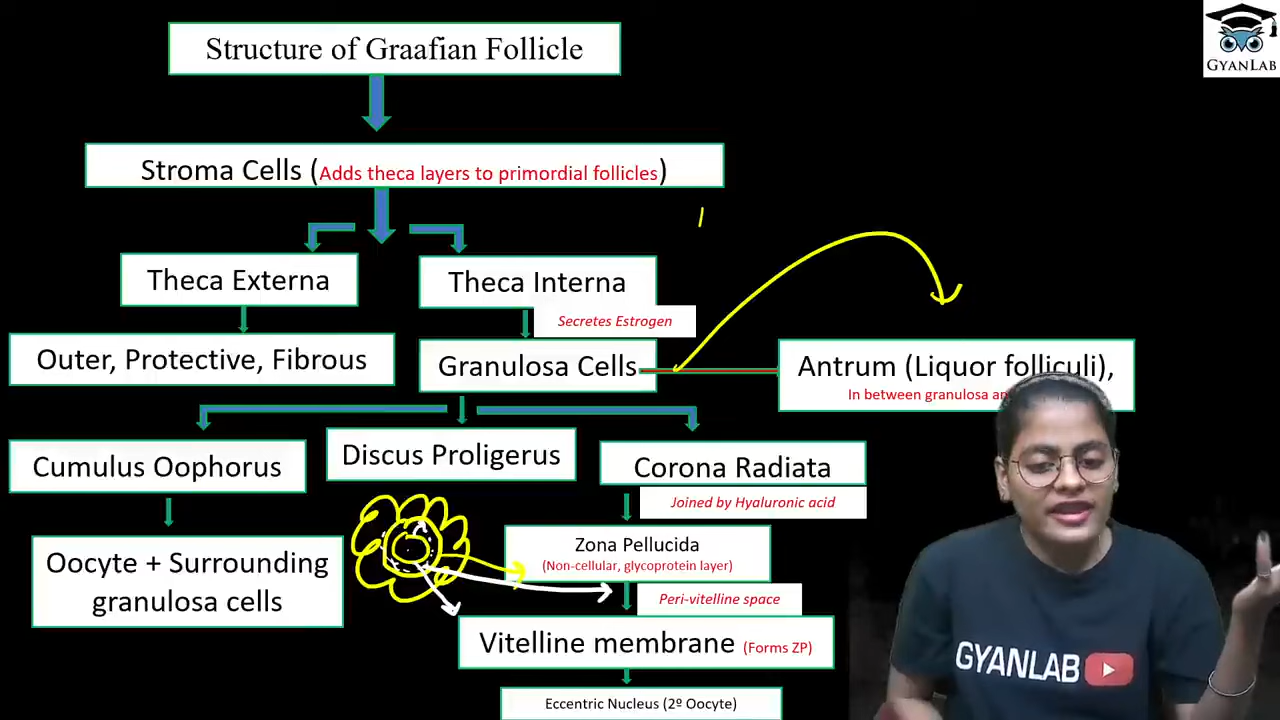 Structure of Graafian Follicle
GYANLAB
Stroma Cells (Adds theca layers to primordial follicles)
Theca Externa
Theca Interna
Secretes Estrogen
Outer, Protective, Fibrous
Granulosa Cells
Antrum (Liquor folliculi),
In between granulosa
Cumulus Oophorus
Discus Proligerus
Corona Radiata
Joined by Hyaluronic acid
Oocyte + Surrounding
granulosa cells
Zona Pellucida
(Non-cellular, glycoprotein layer)
Peri-vitelline space
Vitelline membrane (Forms ZP)
Eccentric Nucleus (2º Oocyte)
GYANLAB